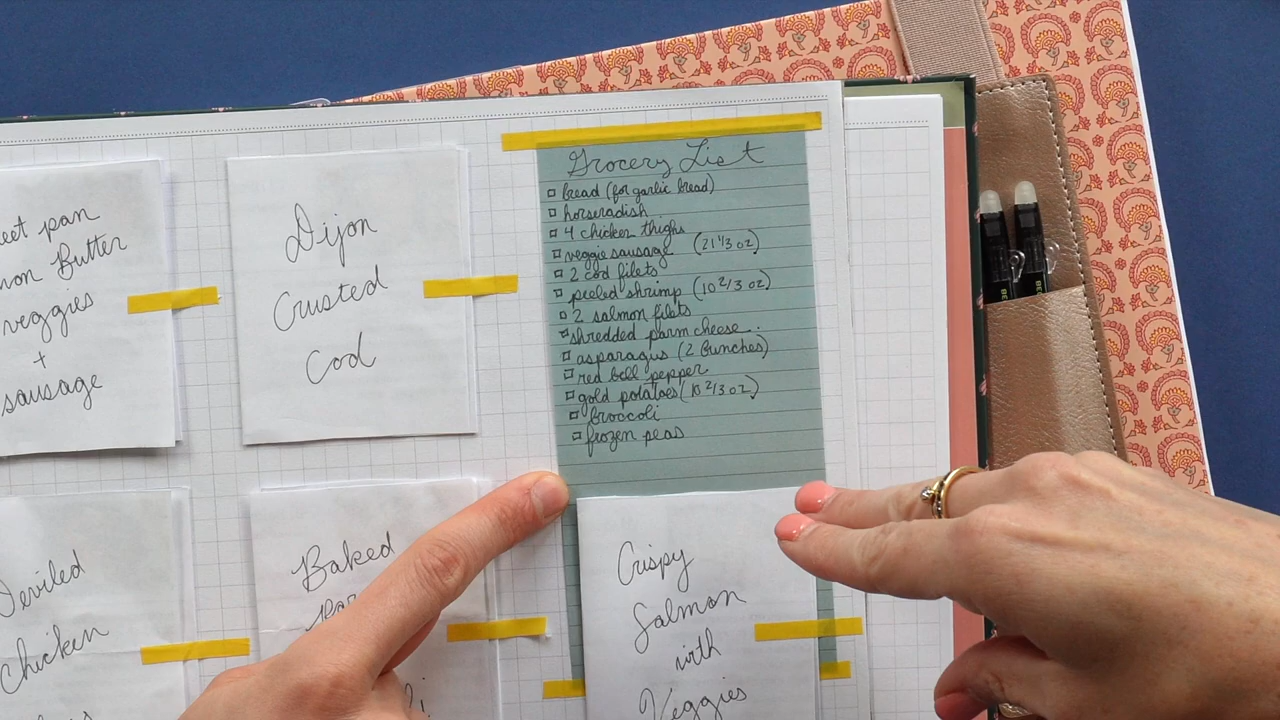 eet pan
mon Butter
veggies
+
sausage
Dijon
Crusted
Cod
Grocery List
bread (for garlic bread)
horseradish
4 chicken thighs
veggie sausage (21 1/3 oz)
2 cod filets
peeled shrimp (10 2/3 oz)
2 salmon filets
shredded parm cheese
asparagus (2 bunches)
red bell pepper
gold potatoes (10 2/3 oz)
broccoli
frozen peas
Deviled
Chicken
Baked
Crispy
Salmon
with
Veggies